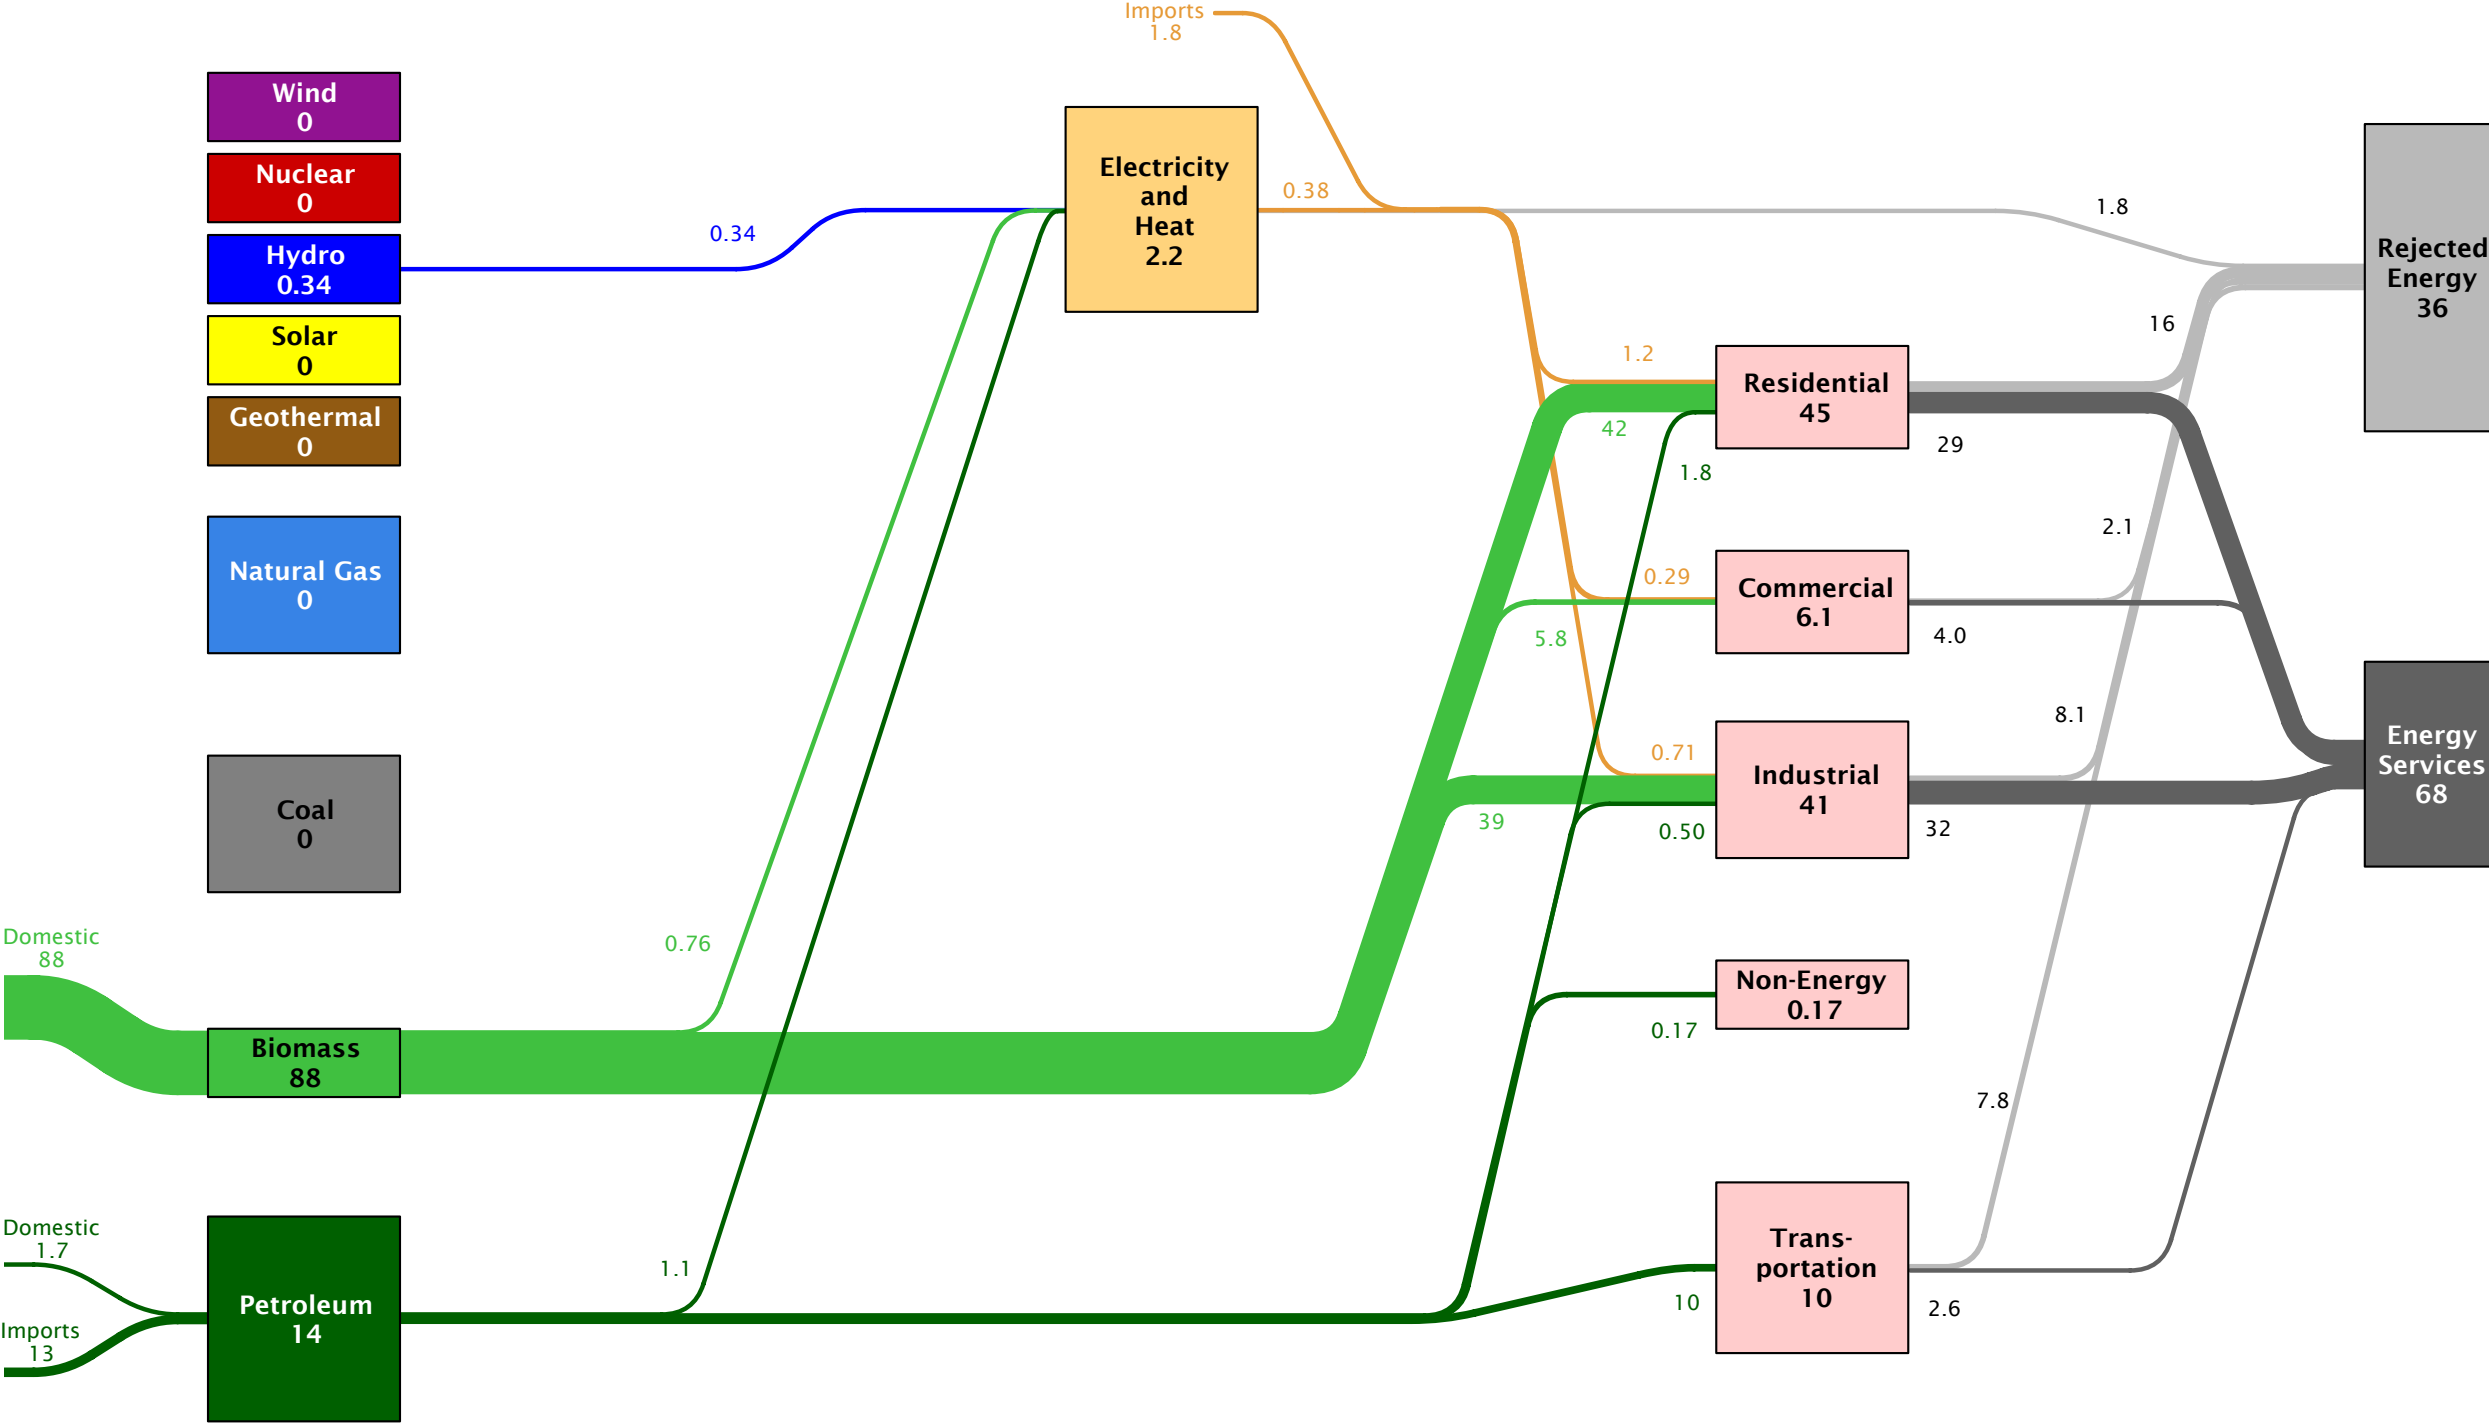 Imports
1.8
Wind
0
Nuclear
0
Hydro
0.34
Solar
0
Geothermal
0
Natural Gas
0
Coal
0
Domestic
88
Biomass
88
Domestic
1.7
Imports
13
Petroleum
14
0.34
0.76
1.1
Electricity
and
Heat
2.2
0.38
1.2
42
1.8
0.29
5.8
0.71
39
0.50
0.17
10
Residential
45
Commercial
6.1
Industrial
41
Non-Energy
0.17
Trans-
portation
10
1.8
16
29
2.1
4.0
8.1
32
7.8
2.6
Rejected
Energy
36
Energy
Services
68